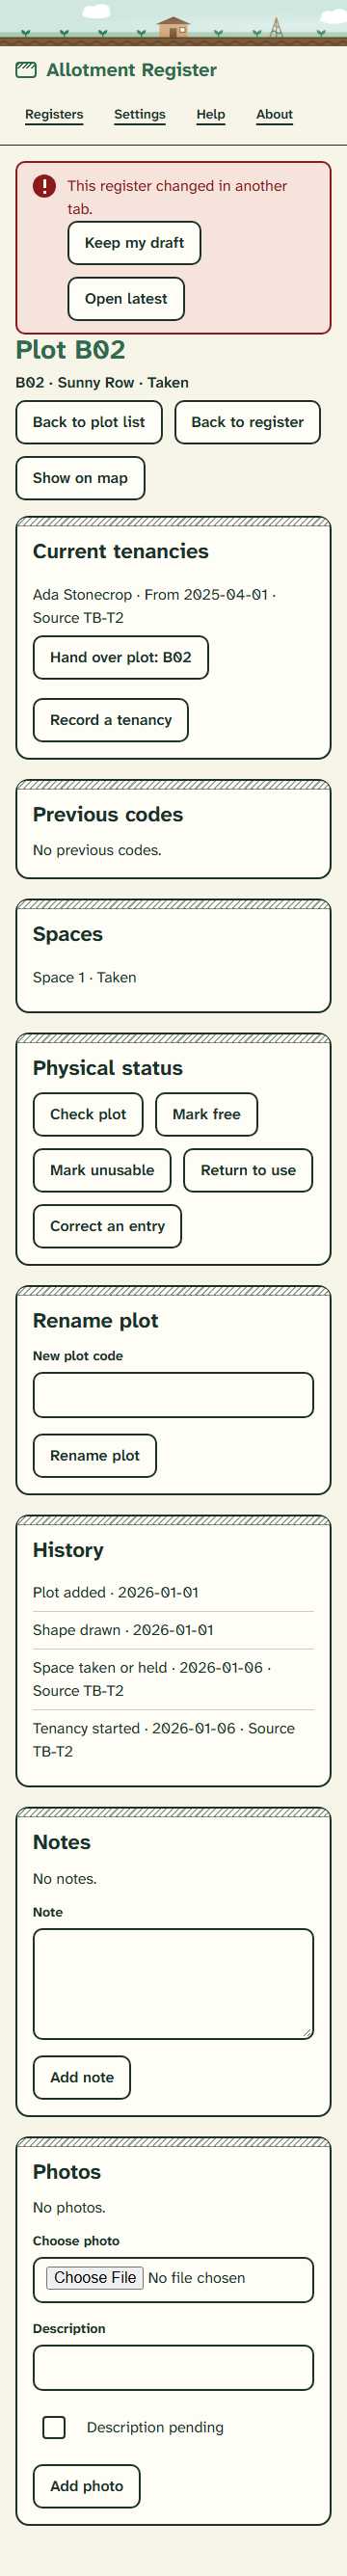 Allotment Register
Registers Settings Help About
This register changed in another
tab.
Keep my draft
Open latest
Plot B02
B02 · Sunny Row · Taken
Back to plot list Back to register
Show on map
Current tenancies
Ada Stonecrop · From 2025-04-01 ·
Source TB-T2
Hand over plot: B02
Record a tenancy
Previous codes
No previous codes.
Spaces
Space 1 · Taken
Physical status
Check plot Mark free
Mark unusable Return to use
Correct an entry
Rename plot
New plot code
Rename plot
History
Plot added · 2026-01-01
Shape drawn · 2026-01-01
Space taken or held · 2026-01-06 ·
Source TB-T2
Tenancy started · 2026-01-06 · Source
TB-T2
Notes
No notes.
Note
Add note
Photos
No photos.
Choose photo
Choose File No file chosen
Description
Description pending
Add photo